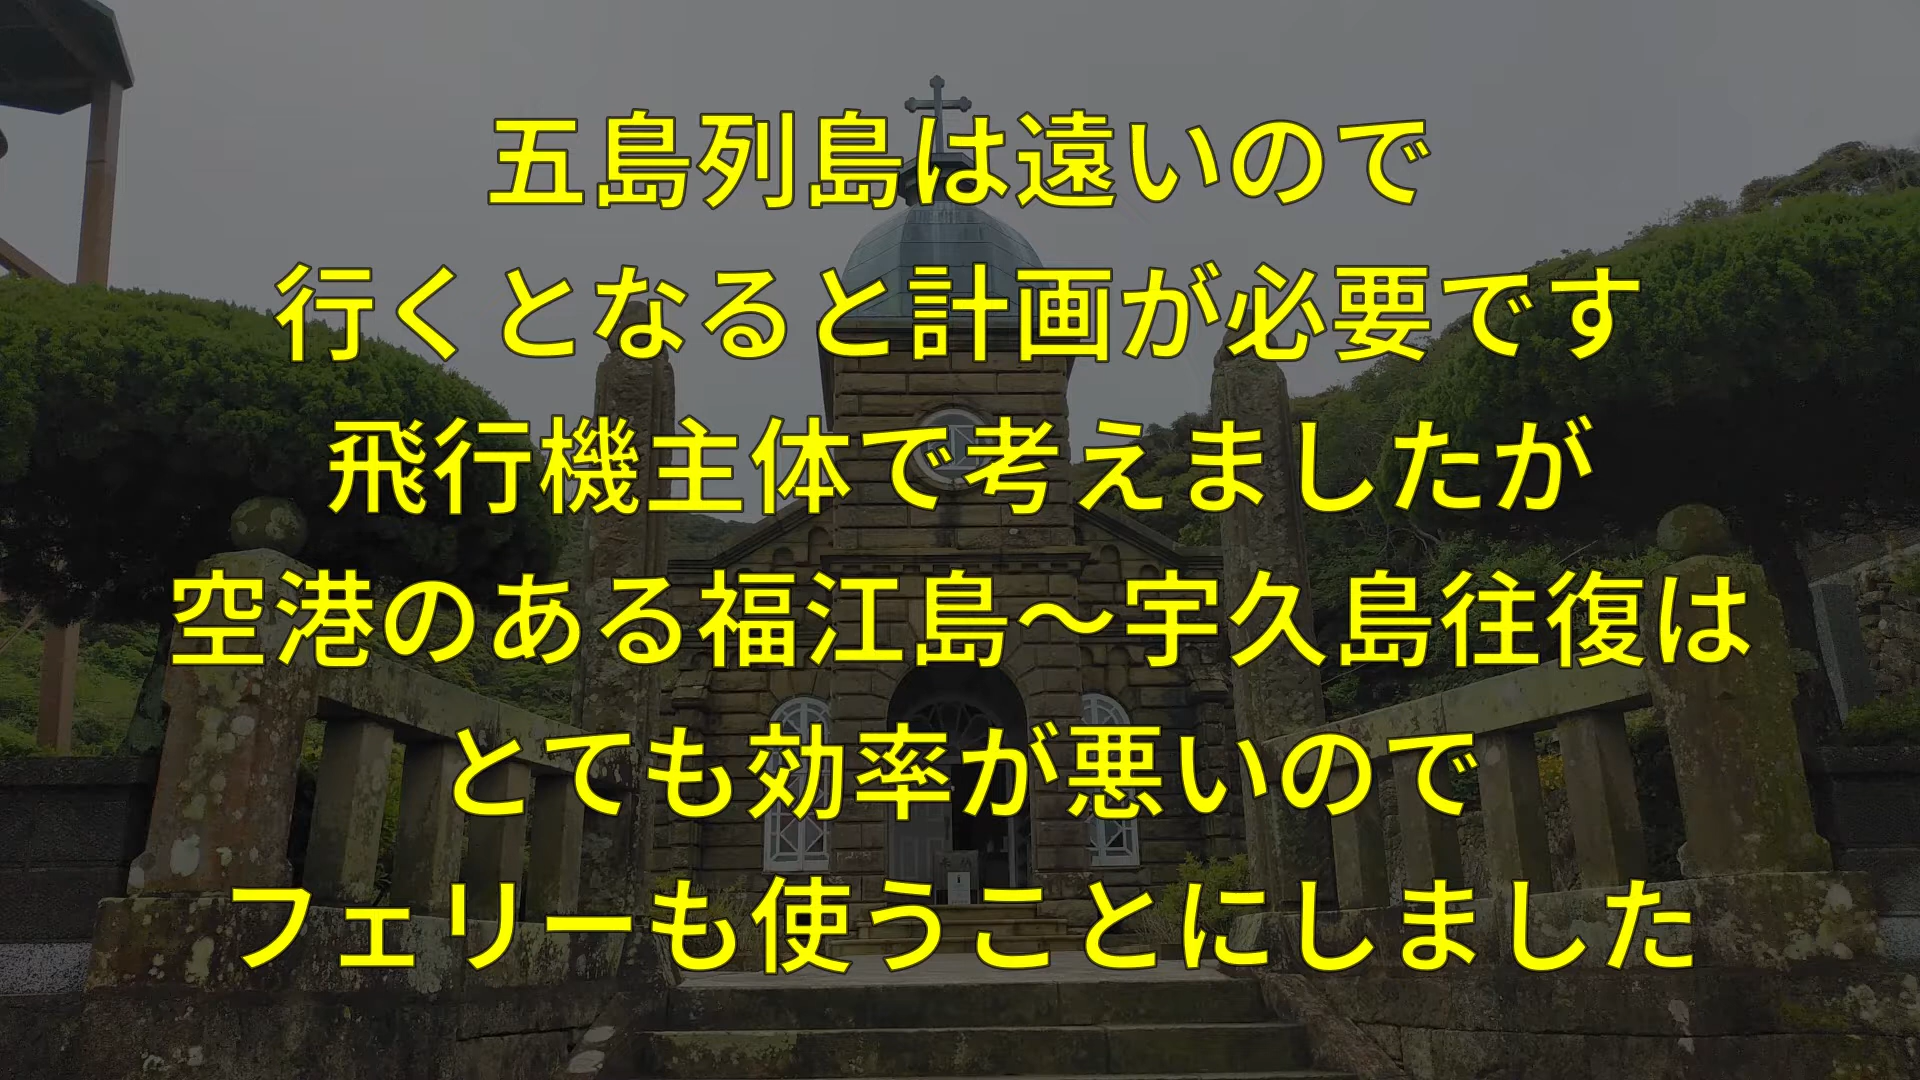 五島列島は遠いので
行くとなると計画が必要です
飛行機主体で考えましたが
空港のある福江島～宇久島往復は
とても効率が悪いので
フェリーも使うことにしました